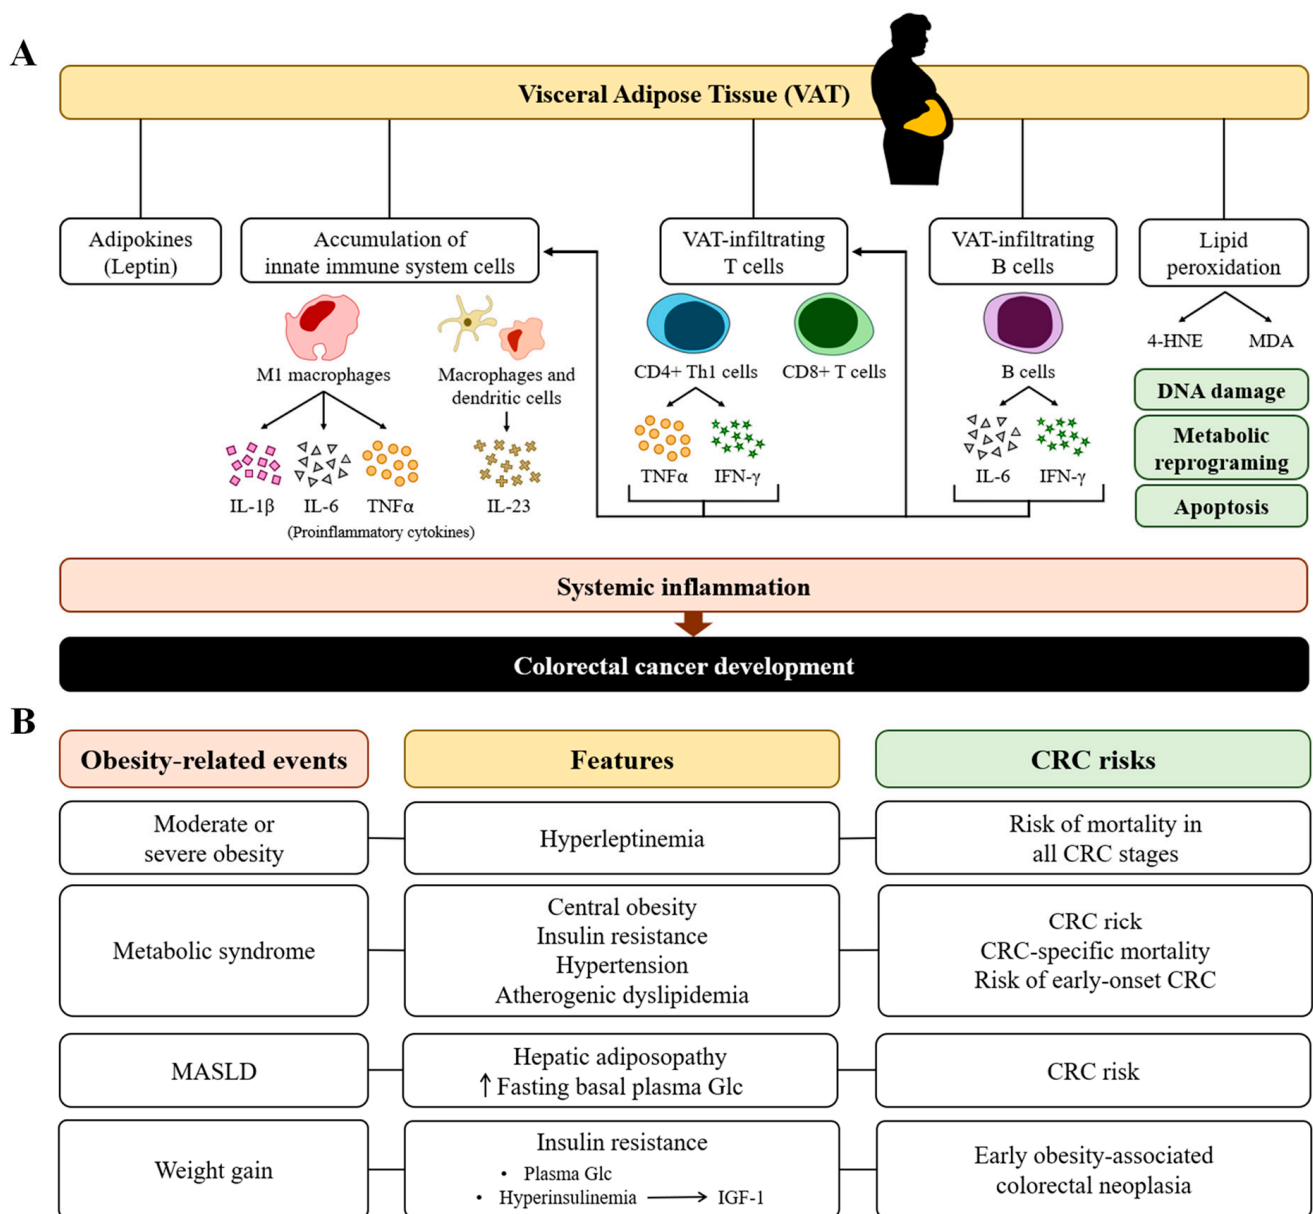 A
Visceral Adipose Tissue (VAT)
Adipokines
(Leptin)
Accumulation of
innate immune system cells
VAT-infiltrating
T cells
VAT-infiltrating
B cells
Lipid
peroxidation
M1 macrophages
Macrophages and
dendritic cells
CD4+ Th1 cells
CD8+ T cells
B cells
4-HNE
MDA
DNA damage
Metabolic
reprograming
Apoptosis
IL-1β
IL-6
TNFα
(Proinflammatory cytokines)
IL-23
TNFα
IFN-γ
IL-6
IFN-γ
Systemic inflammation
Colorectal cancer development
B
Obesity-related events
Features
CRC risks
Moderate or
severe obesity
Hyperleptinemia
Risk of mortality in
all CRC stages
Metabolic syndrome
Central obesity
Insulin resistance
Hypertension
Atherogenic dyslipidemia
CRC rick
CRC-specific mortality
Risk of early-onset CRC
MASLD
Hepatic adiposopathy
↑ Fasting basal plasma Glc
CRC risk
Weight gain
Insulin resistance
• Plasma Glc
• Hyperinsulinemia → IGF-1
Early obesity-associated
colorectal neoplasia